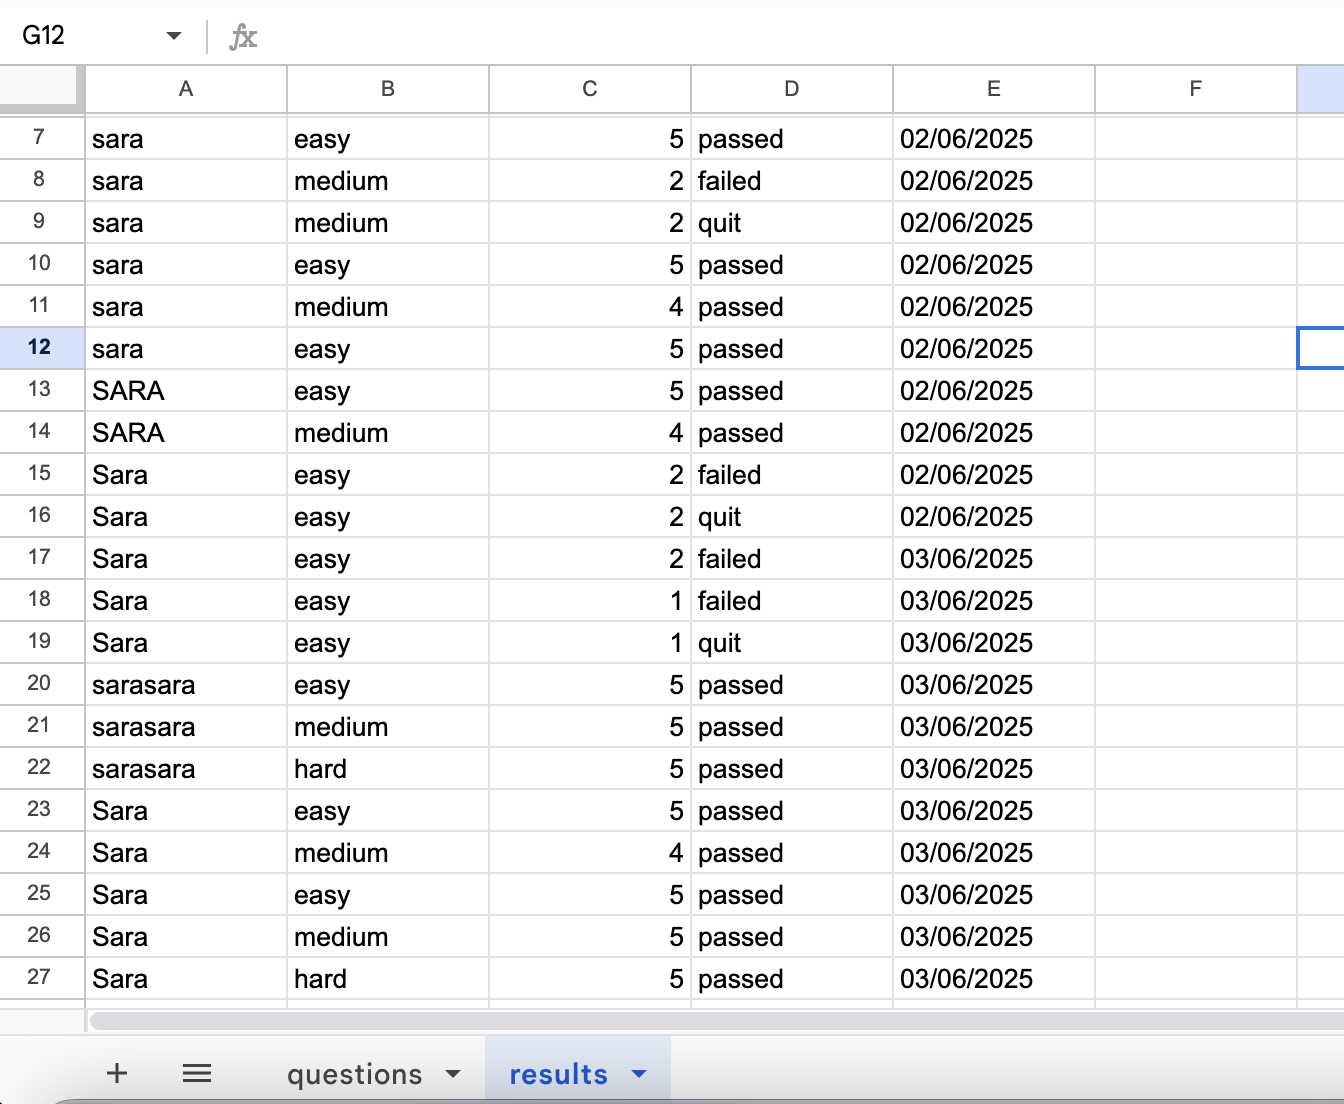 G12 fx
A B C D E F
7 sara easy 5 passed 02/06/2025
8 sara medium 2 failed 02/06/2025
9 sara medium 2 quit 02/06/2025
10 sara easy 5 passed 02/06/2025
11 sara medium 4 passed 02/06/2025
12 sara easy 5 passed 02/06/2025
13 SARA easy 5 passed 02/06/2025
14 SARA medium 4 passed 02/06/2025
15 Sara easy 2 failed 02/06/2025
16 Sara easy 2 quit 02/06/2025
17 Sara easy 2 failed 03/06/2025
18 Sara easy 1 failed 03/06/2025
19 Sara easy 1 quit 03/06/2025
20 sarasara easy 5 passed 03/06/2025
21 sarasara medium 5 passed 03/06/2025
22 sarasara hard 5 passed 03/06/2025
23 Sara easy 5 passed 03/06/2025
24 Sara medium 4 passed 03/06/2025
25 Sara easy 5 passed 03/06/2025
26 Sara medium 5 passed 03/06/2025
27 Sara hard 5 passed 03/06/2025
+ questions results